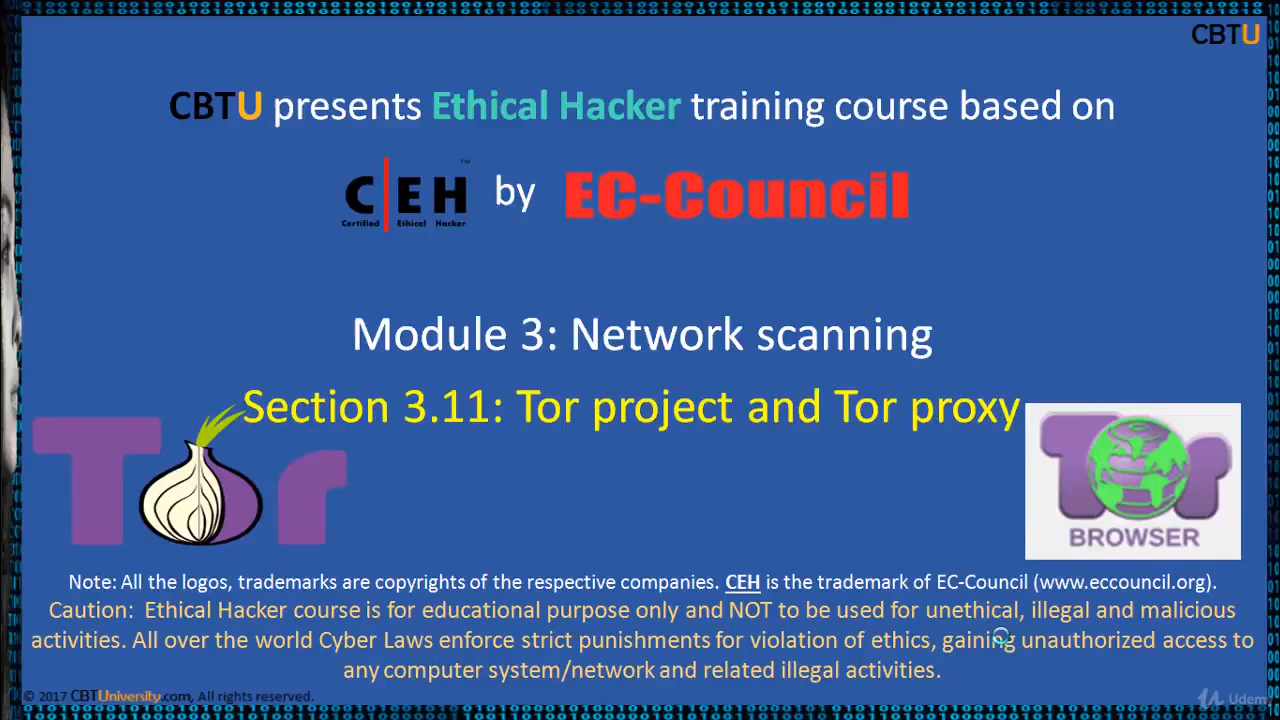 CBTU
CBTU presents Ethical Hacker training course based on
C|EH™ by EC-Council
Certified Ethical Hacker
Module 3: Network scanning
Section 3.11: Tor project and Tor proxy
Tor
Tor
BROWSER
Note: All the logos, trademarks are copyrights of the respective companies. CEH is the trademark of EC-Council (www.eccouncil.org).
Caution: Ethical Hacker course is for educational purpose only and NOT to be used for unethical, illegal and malicious
activities. All over the world Cyber Laws enforce strict punishments for violation of ethics, gaining unauthorized access to
any computer system/network and related illegal activities.
© 2017 CBTUniversity.com, All rights reserved.
Udemy